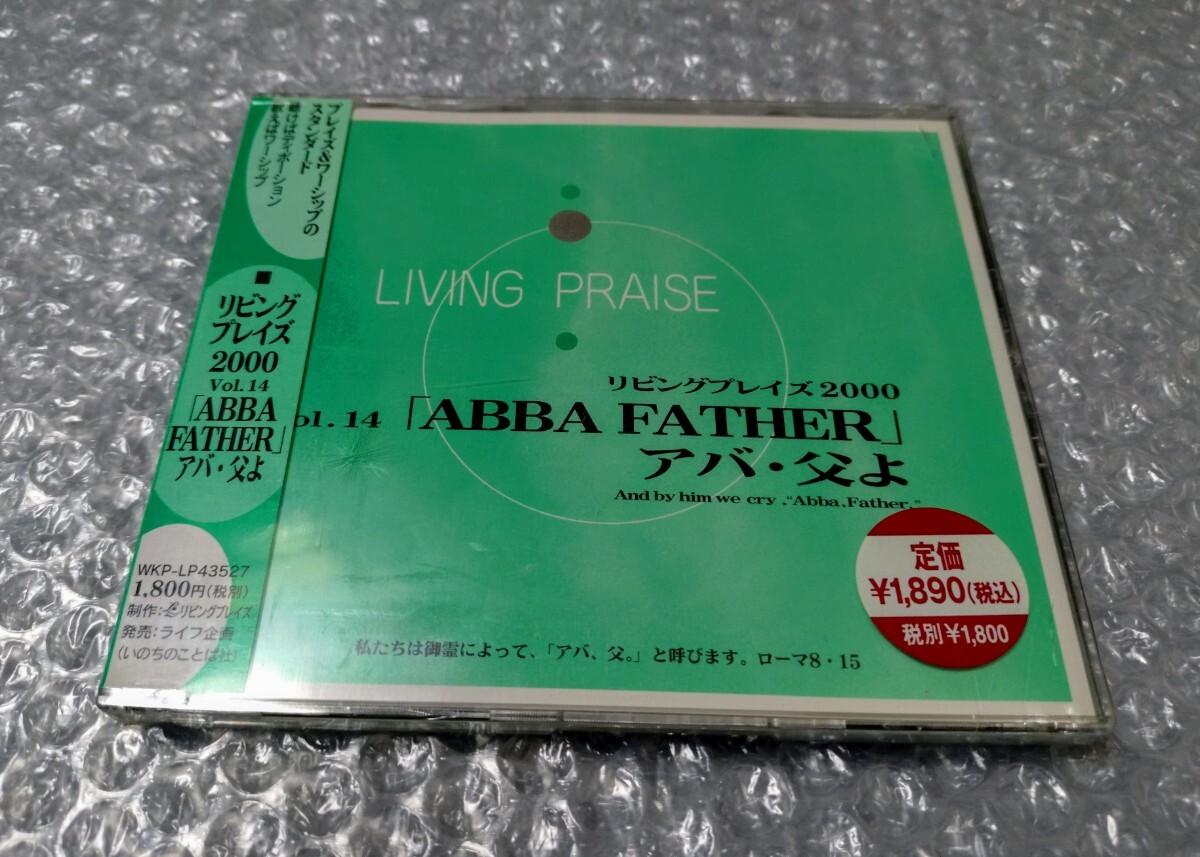 プレイズ&ワーシップの
スタンダード
聴けばディボーション
歌えばワーシップ
■
リビング
プレイズ
2000
Vol.14
「ABBA
FATHER」
アバ・父よ
WKP-LP43527
1.800円(税別)
制作:リビングプレイズ
発売:ライフ企画
(いのちのことば社)
LIVING PRAISE
リビングプレイズ2000
ol.14 「ABBA FATHER」
アバ・父よ
And by him we cry ,“Abba.Father.”
私たちは御霊によって、「アバ、父。」と呼びます。ローマ8・15
定価
¥1,890(税込)
税別¥1,800